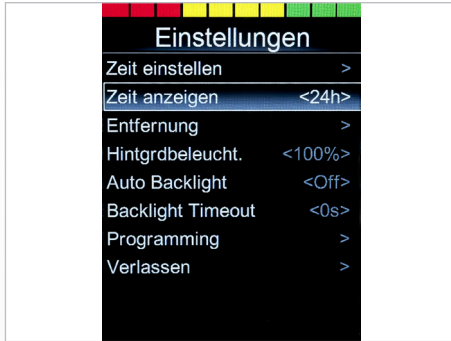 Einstellungen
Zeit einstellen >
Zeit anzeigen <24h>
Entfernung >
Hintgrdbeleucht. <100%>
Auto Backlight <Off>
Backlight Timeout <0s>
Programming >
Verlassen >